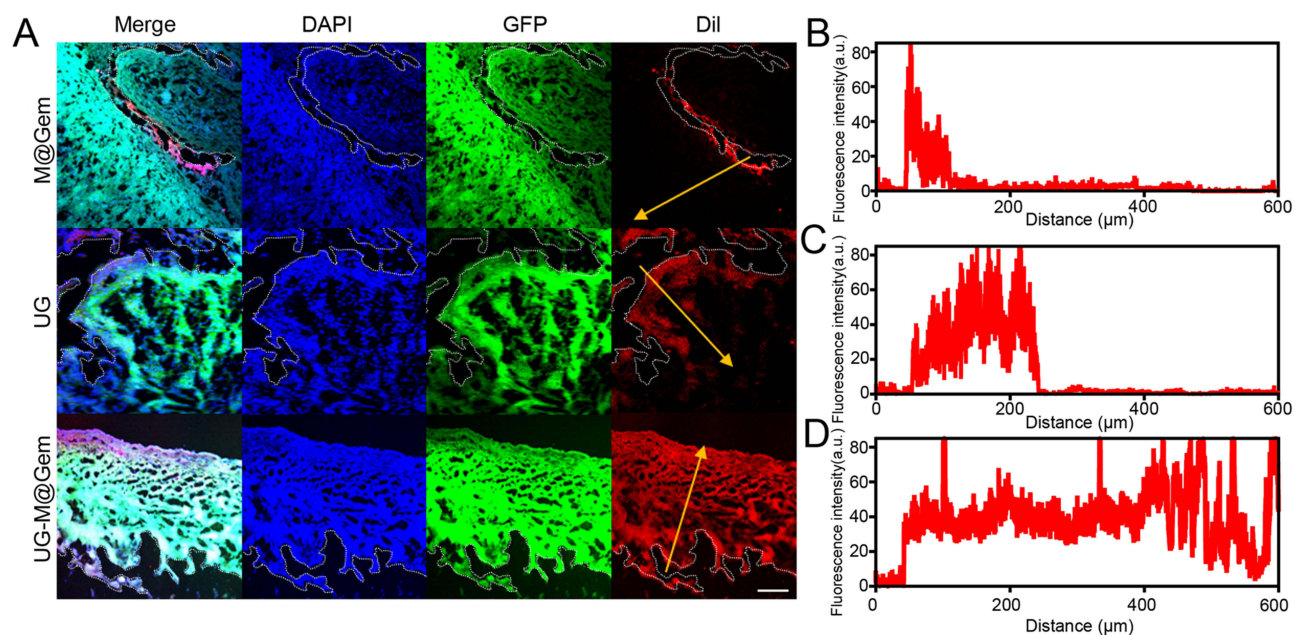 A
Merge DAPI GFP Dil
M@Gem
UG
UG-M@Gem
B
Fluorescence intensity(a.u.)
80
60
40
20
0
0 200 400 600
Distance (μm)
C
Fluorescence intensity(a.u.)
80
60
40
20
0
0 200 400 600
Distance (μm)
D
Fluorescence intensity(a.u.)
80
60
40
20
0
0 200 400 600
Distance (μm)